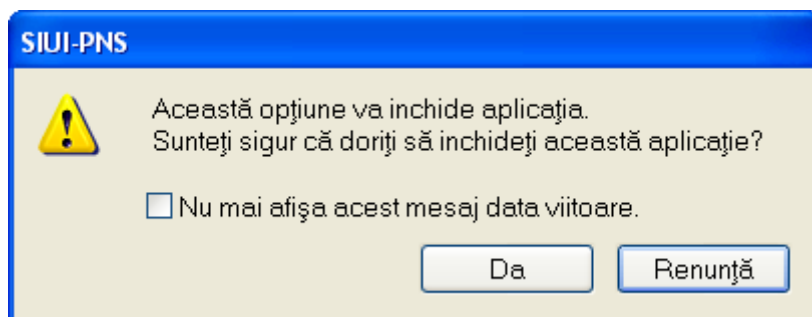 SIUI-PNS
Această opţiune va inchide aplicaţia.
Sunteţi sigur că doriţi să inchideţi această aplicaţie?
Nu mai afişa acest mesaj data viitoare.
Da
Renunţă